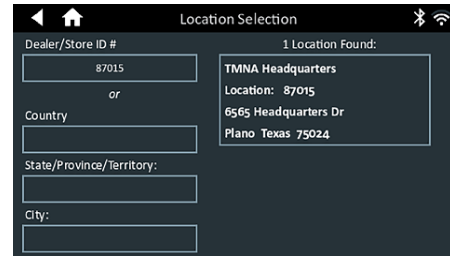 Location Selection
Dealer/Store ID #
87015
or
Country
State/Province/Territory:
City:
1 Location Found:
TMNA Headquarters
Location: 87015
6565 Headquarters Dr
Plano Texas 75024